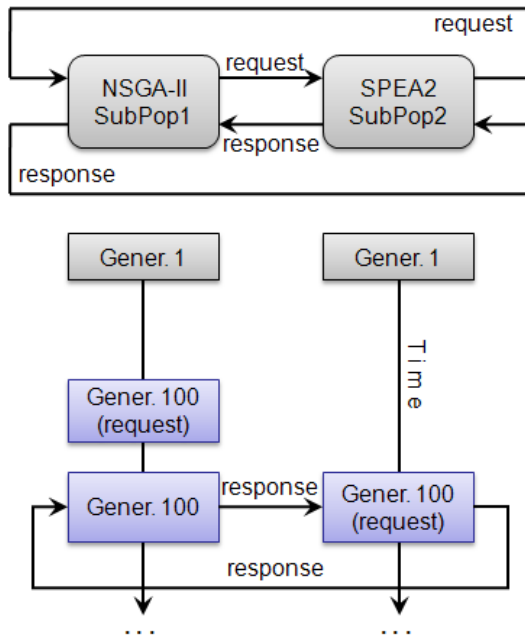 request
NSGA-II
SubPop1
request
SPEA2
SubPop2
response
response
Gener. 1
Gener. 1
Time
Gener. 100
(request)
Gener. 100
response
Gener. 100
(request)
response
...
...